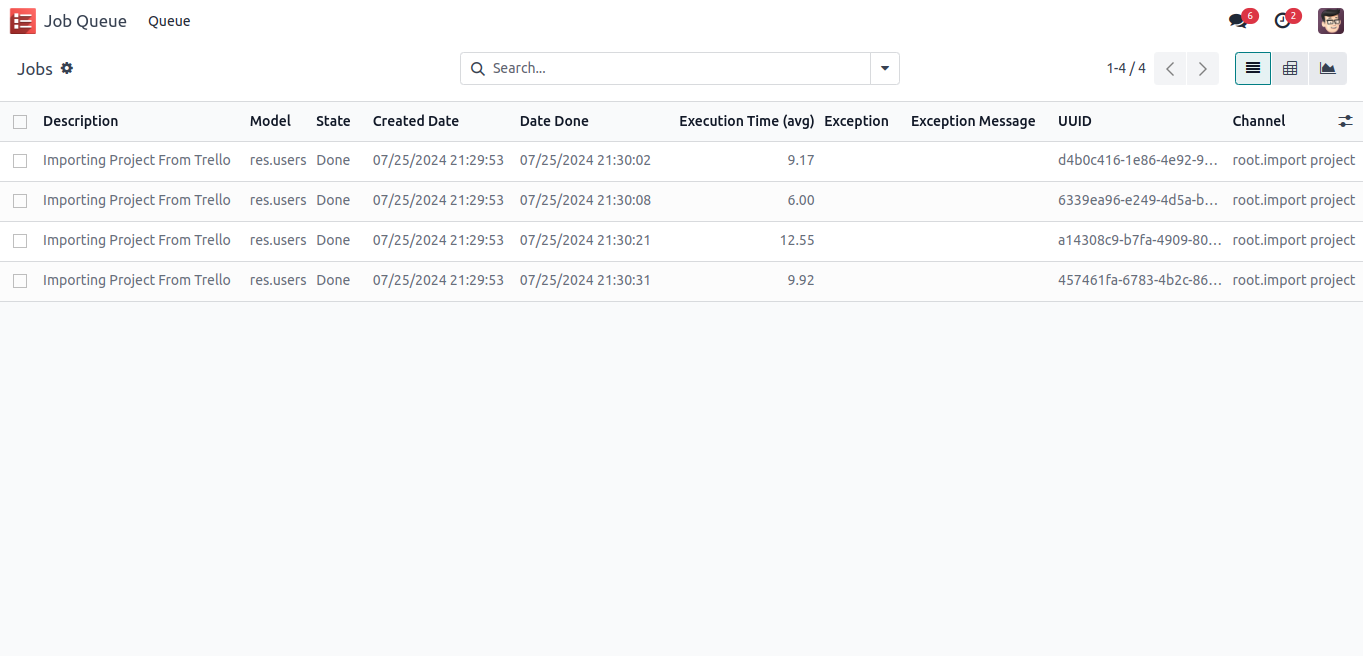 Job Queue Queue 6 2
Jobs Search... 1-4 / 4
Description Model State Created Date Date Done Execution Time (avg) Exception Exception Message UUID Channel
Importing Project From Trello res.users Done 07/25/2024 21:29:53 07/25/2024 21:30:02 9.17 d4b0c416-1e86-4e92-9... root.import project
Importing Project From Trello res.users Done 07/25/2024 21:29:53 07/25/2024 21:30:08 6.00 6339ea96-e249-4d5a-b... root.import project
Importing Project From Trello res.users Done 07/25/2024 21:29:53 07/25/2024 21:30:21 12.55 a14308c9-b7fa-4909-80... root.import project
Importing Project From Trello res.users Done 07/25/2024 21:29:53 07/25/2024 21:30:31 9.92 457461fa-6783-4b2c-86... root.import project